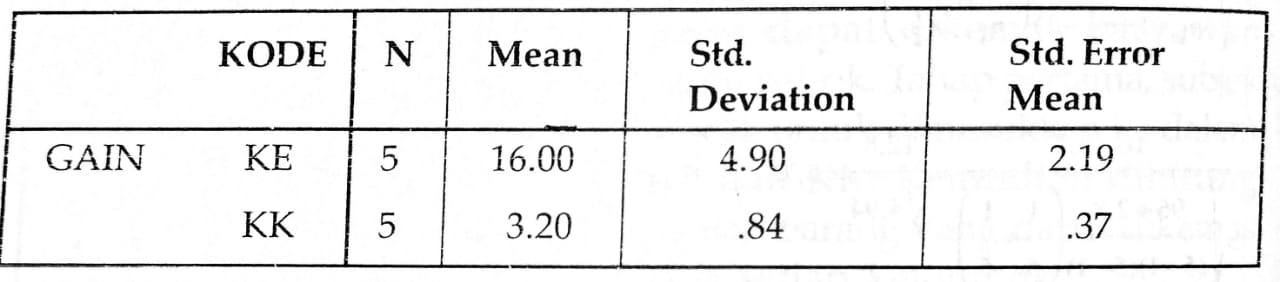 KODE N Mean Std. Deviation Std. Error Mean
GAIN KE 5 16.00 4.90 2.19
KK 5 3.20 .84 .37